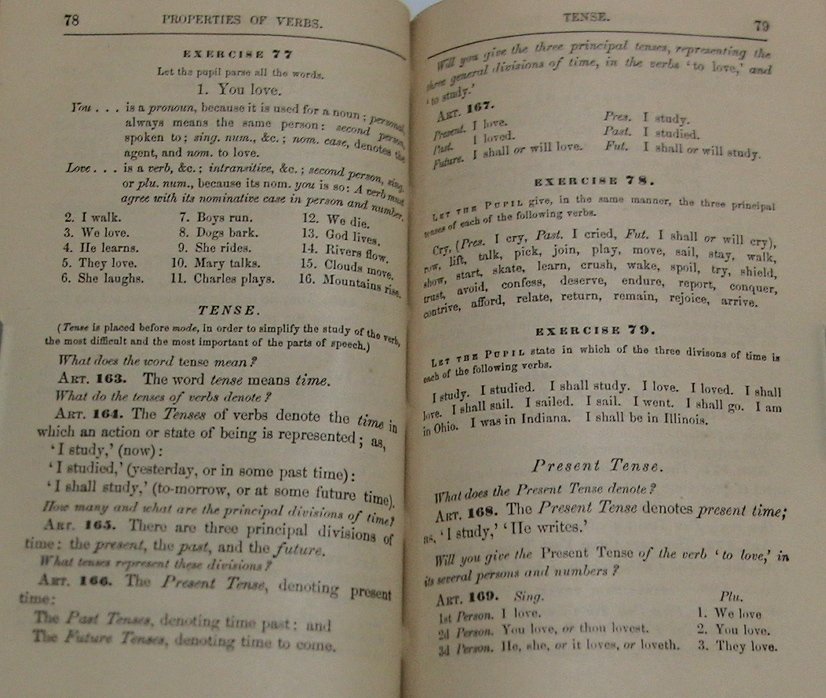 78 PROPERTIES OF VERBS.
EXERCISE 77
Let the pupil parse all the words.
1. You love.
You . . . is a pronoun, because it is used for a noun ; personal,
always means the same person: second person,
spoken to; sing. num., &c.; nom. case, denotes the
agent, and nom. to love.
Love . . . is a verb, &c.; intransitive, &c.; second person, sing.
or plu. num., because its nom. you is so: A verb must
agree with its nominative case in person and number.
2. I walk. 7. Boys run. 12. We die.
3. We love. 8. Dogs bark. 13. God lives.
4. He learns. 9. She rides. 14. Rivers flow.
5. They love. 10. Mary talks. 15. Clouds move.
6. She laughs. 11. Charles plays. 16. Mountains rise.
TENSE.
(Tense is placed before mode, in order to simplify the study of the verb,
the most difficult and the most important of the parts of speech.)
What does the word tense mean?
ART. 163. The word tense means time.
What do the tenses of verbs denote?
ART. 164. The Tenses of verbs denote the time in
which an action or state of being is represented; as,
'I study,' (now):
'I studied,' (yesterday, or in some past time):
'I shall study,' (to-morrow, or at some future time).
How many and what are the principal divisions of time?
ART. 165. There are three principal divisions of
time: the present, the past, and the future.
What tenses represent these divisions?
ART. 166. The Present Tense, denoting present
time:
The Past Tenses, denoting time past: and
The Future Tenses, denoting time to come.
TENSE. 79
Will you give the three principal tenses, representing the
three general divisions of time, in the verbs 'to love,' and
'to study.'
ART. 167.
Present. I love. Pres. I study.
Past. I loved. Past. I studied.
Future. I shall or will love. Fut. I shall or will study.
EXERCISE 78.
LET THE PUPIL give, in the same manner, the three principal
tenses of each of the following verbs.
Cry, (Pres. I cry, Past. I cried, Fut. I shall or will cry),
row, lift, talk, pick, join, play, move, sail, stay, walk,
show, start, skate, learn, crush, wake, spoil, try, shield,
trust, avoid, confess, deserve, endure, report, conquer,
contrive, afford, relate, return, remain, rejoice, arrive.
EXERCISE 79.
LET THE PUPIL state in which of the three divisons of time is
each of the following verbs.
I study. I studied. I shall study. I love. I loved. I shall
love. I shall sail. I sailed. I sail. I went. I shall go. I am
in Ohio. I was in Indiana. I shall be in Illinois.
Present Tense.
What does the Present Tense denote?
ART. 168. The Present Tense denotes present time;
as, 'I study,' 'He writes.'
Will you give the Present Tense of the verb 'to love,' in
its several persons and numbers?
ART. 169. Sing. Plu.
1st Person. I love. 1. We love
2d Person. You love, or thou lovest. 2. You love.
3d Person. He, she, or it loves, or loveth. 3. They love.